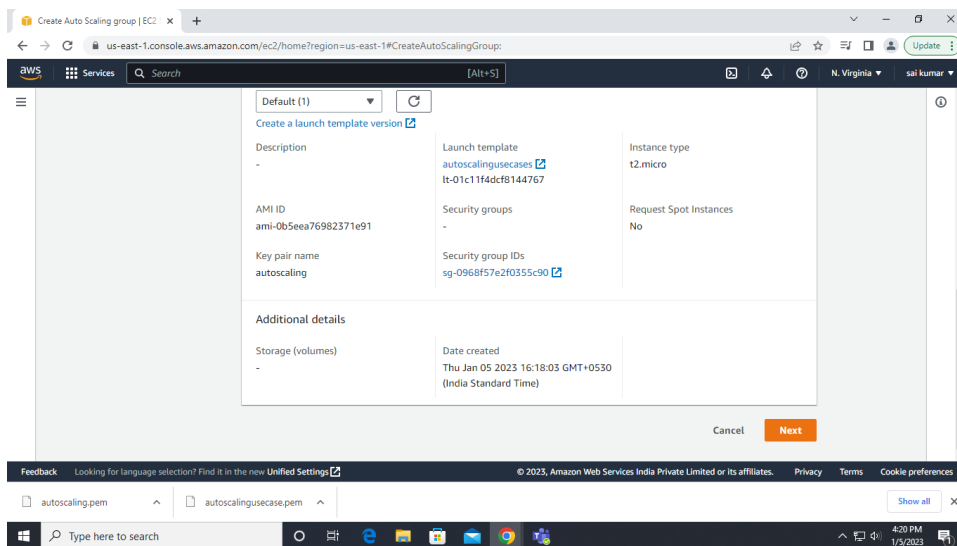 Create Auto Scaling group | EC2
us-east-1.console.aws.amazon.com/ec2/home?region=us-east-1#CreateAutoScalingGroup:
Update
aws
Services
Search
[Alt+S]
N. Virginia
sai kumar
Default (1)
Create a launch template version
Description
-
Launch template
autoscalingusecases
lt-01c11f4dcf8144767
Instance type
t2.micro
AMI ID
ami-0b5eea76982371e91
Security groups
-
Request Spot Instances
No
Key pair name
autoscaling
Security group IDs
sg-0968f57e2f0355c90
Additional details
Storage (volumes)
-
Date created
Thu Jan 05 2023 16:18:03 GMT+0530
(India Standard Time)
Cancel
Next
Feedback
Looking for language selection? Find it in the new Unified Settings
© 2023, Amazon Web Services India Private Limited or its affiliates.
Privacy
Terms
Cookie preferences
autoscaling.pem
autoscalingusecase.pem
Show all
Type here to search
4:20 PM
1/5/2023